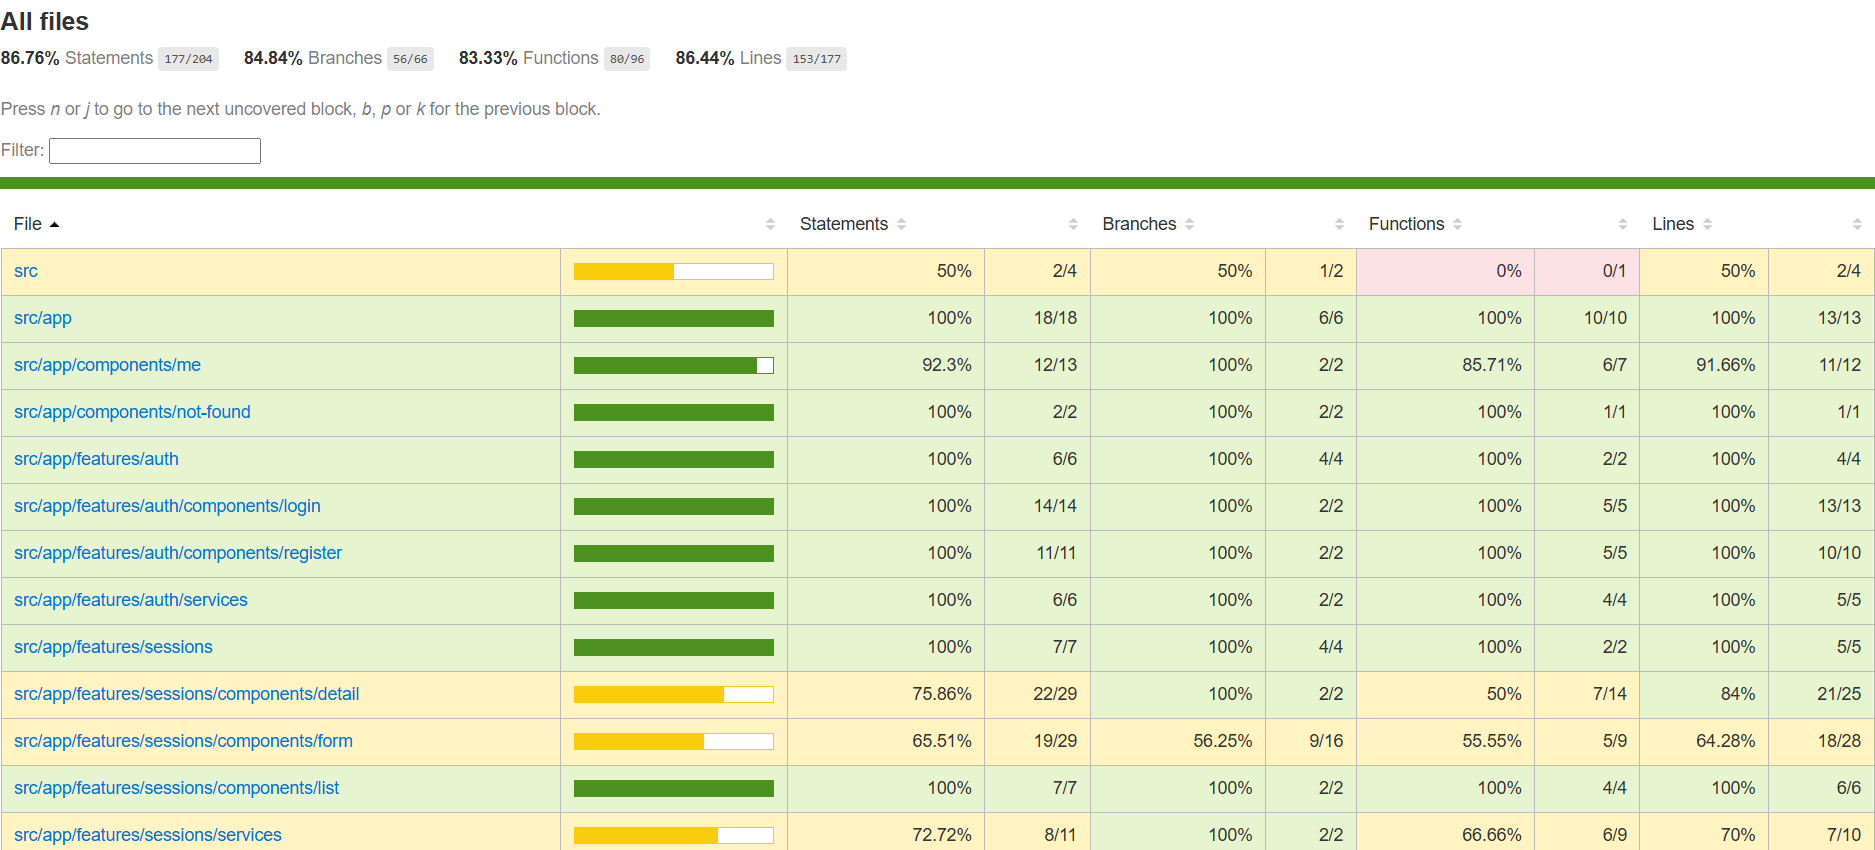 All files
86.76% Statements 177/204 84.84% Branches 56/66 83.33% Functions 80/96 86.44% Lines 153/177
Press n or j to go to the next uncovered block, b, p or k for the previous block.
Filter:
File Statements Branches Functions Lines
src 50% 2/4 50% 1/2 0% 0/1 50% 2/4
src/app 100% 18/18 100% 6/6 100% 10/10 100% 13/13
src/app/components/me 92.3% 12/13 100% 2/2 85.71% 6/7 91.66% 11/12
src/app/components/not-found 100% 2/2 100% 2/2 100% 1/1 100% 1/1
src/app/features/auth 100% 6/6 100% 4/4 100% 2/2 100% 4/4
src/app/features/auth/components/login 100% 14/14 100% 2/2 100% 5/5 100% 13/13
src/app/features/auth/components/register 100% 11/11 100% 2/2 100% 5/5 100% 10/10
src/app/features/auth/services 100% 6/6 100% 2/2 100% 4/4 100% 5/5
src/app/features/sessions 100% 7/7 100% 4/4 100% 2/2 100% 5/5
src/app/features/sessions/components/detail 75.86% 22/29 100% 2/2 50% 7/14 84% 21/25
src/app/features/sessions/components/form 65.51% 19/29 56.25% 9/16 55.55% 5/9 64.28% 18/28
src/app/features/sessions/components/list 100% 7/7 100% 2/2 100% 4/4 100% 6/6
src/app/features/sessions/services 72.72% 8/11 100% 2/2 66.66% 6/9 70% 7/10